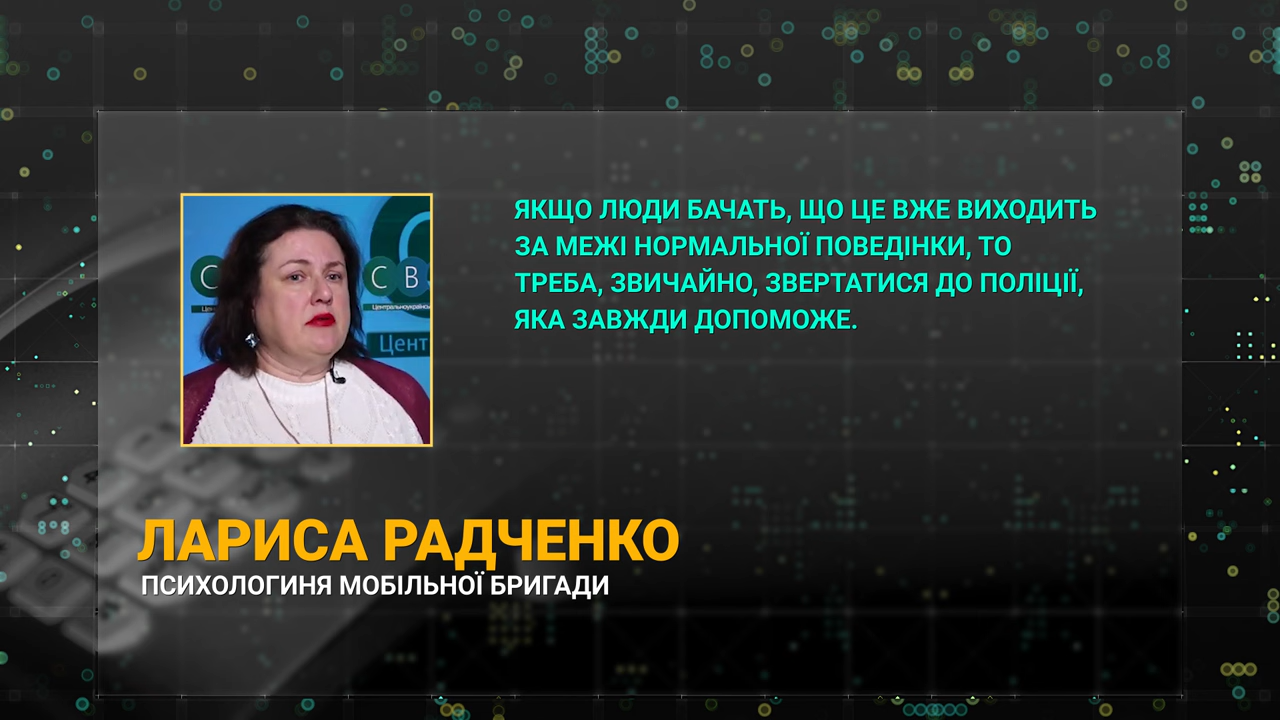 ЯКЩО ЛЮДИ БАЧАТЬ, ЩО ЦЕ ВЖЕ ВИХОДИТЬ
ЗА МЕЖІ НОРМАЛЬНОЇ ПОВЕДІНКИ, ТО
ТРЕБА, ЗВИЧАЙНО, ЗВЕРТАТИСЯ ДО ПОЛІЦІЇ,
ЯКА ЗАВЖДИ ДОПОМОЖЕ.
С
С В
Цент
ЛАРИСА РАДЧЕНКО
ПСИХОЛОГИНЯ МОБІЛЬНОЇ БРИГАДИ